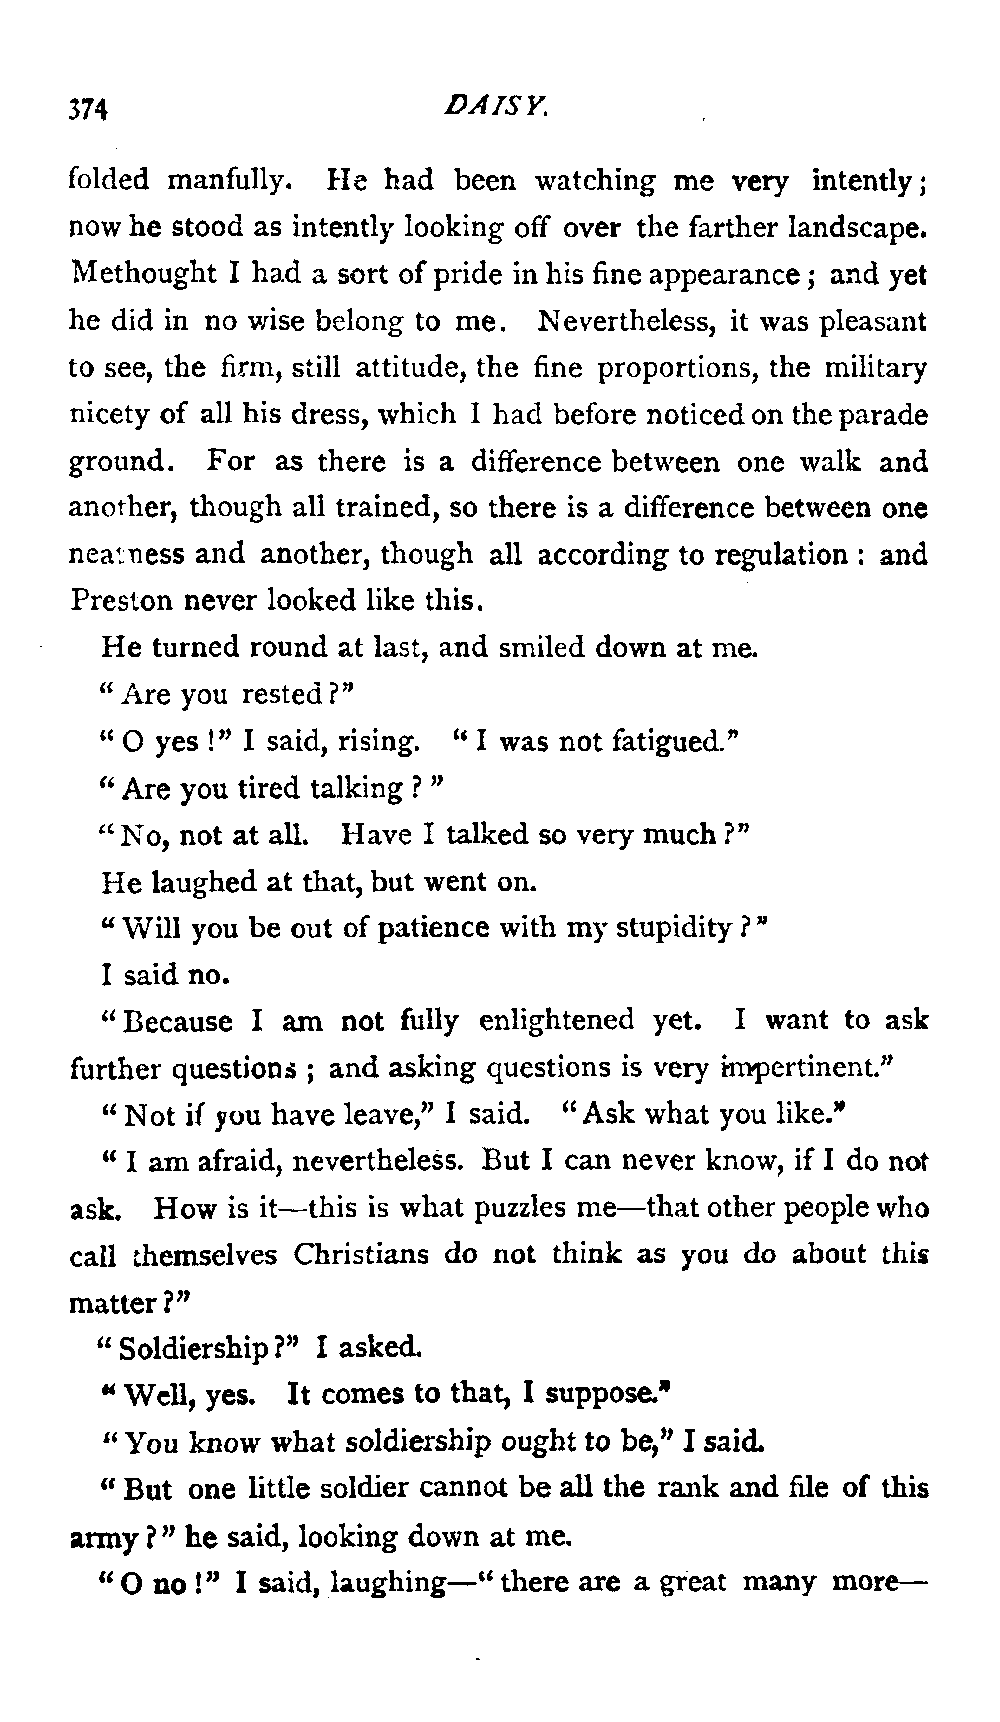 374 DAISY.
folded manfully. He had been watching me very intently;
now he stood as intently looking off over the farther landscape.
Methought I had a sort of pride in his fine appearance; and yet
he did in no wise belong to me. Nevertheless, it was pleasant
to see, the firm, still attitude, the fine proportions, the military
nicety of all his dress, which I had before noticed on the parade
ground. For as there is a difference between one walk and
another, though all trained, so there is a difference between one
neatness and another, though all according to regulation: and
Preston never looked like this.
He turned round at last, and smiled down at me.
“Are you rested?”
“O yes!” I said, rising. “I was not fatigued.”
“Are you tired talking?”
“No, not at all. Have I talked so very much?”
He laughed at that, but went on.
“Will you be out of patience with my stupidity?”
I said no.
“Because I am not fully enlightened yet. I want to ask
further questions; and asking questions is very impertinent.”
“Not if you have leave,” I said. “Ask what you like.”
“I am afraid, nevertheless. But I can never know, if I do not
ask. How is it—this is what puzzles me—that other people who
call themselves Christians do not think as you do about this
matter?”
“Soldiership?” I asked.
“Well, yes. It comes to that, I suppose.”
“You know what soldiership ought to be,” I said.
“But one little soldier cannot be all the rank and file of this
army?” he said, looking down at me.
“O no!” I said, laughing—“there are a great many more—